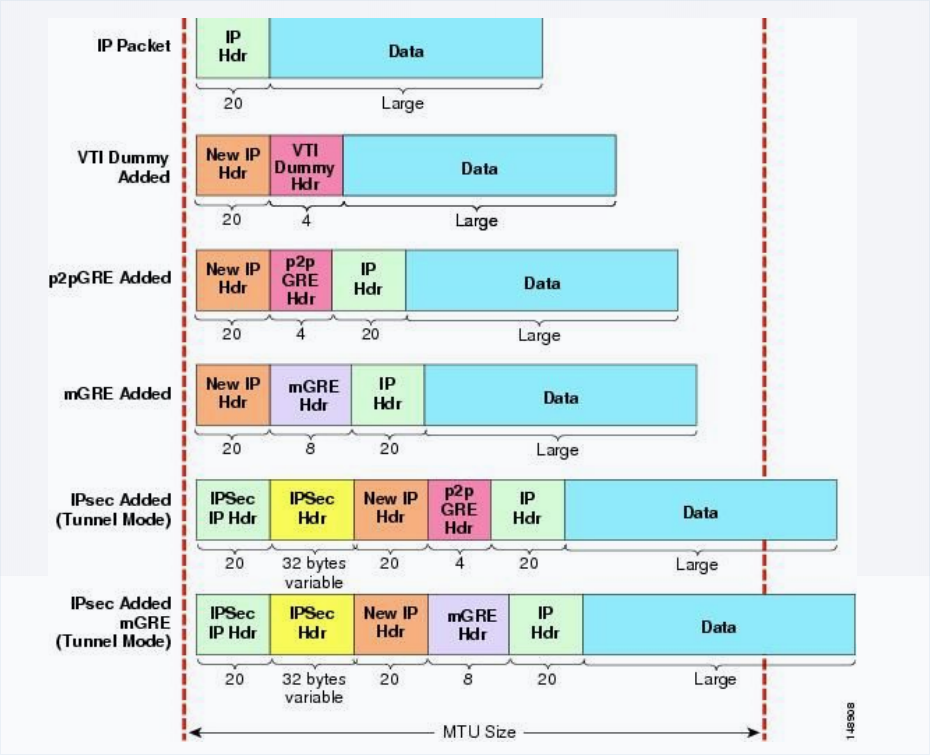 IP Packet
IP
Hdr
Data
20
Large
VTI Dummy
Added
New IP
Hdr
VTI
Dummy
Hdr
Data
20
4
Large
p2pGRE Added
New IP
Hdr
p2p
GRE
Hdr
IP
Hdr
Data
20
4
20
Large
mGRE Added
New IP
Hdr
mGRE
Hdr
IP
Hdr
Data
20
8
20
Large
IPsec Added
(Tunnel Mode)
IPSec
IP Hdr
IPSec
Hdr
New IP
Hdr
p2p
GRE
Hdr
IP
Hdr
Data
20
32 bytes
variable
20
4
20
Large
IPsec Added
mGRE
(Tunnel Mode)
IPSec
IP Hdr
IPSec
Hdr
New IP
Hdr
mGRE
Hdr
IP
Hdr
Data
20
32 bytes
variable
20
8
20
Large
MTU Size
148908